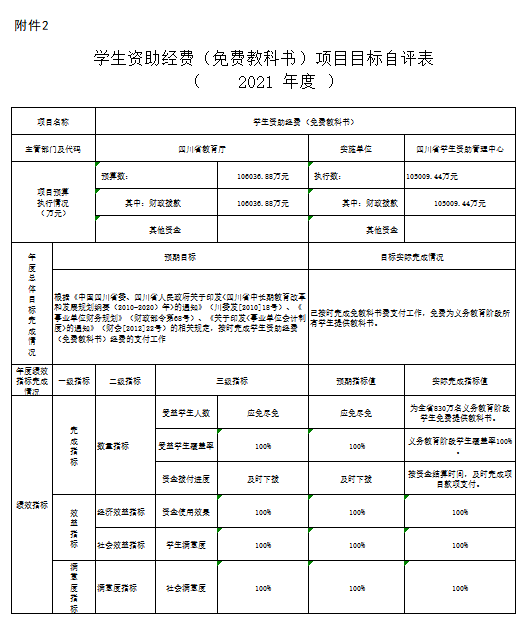 附件2
学生资助经费（免费教科书）项目目标自评表
（ 2021 年度 ）
项目名称 学生资助经费（免费教科书）
主管部门及代码 四川省教育厅 实施单位 四川省学生资助管理中心
项目预算
执行情况
（万元）
预算数： 106036.88万元 执行数： 105009.44万元
其中：财政拨款 106036.88万元 其中：财政拨款 105009.44万元
其他资金 其他资金
年度总体目标完成情况
预期目标 目标实际完成情况
根据《中国四川省委、四川省人民政府关于印发<四川省中长期教育改革
和发展规划纲要（2010-2020）年>的通知》（川委发[2010]18号）、《
事业单位财务规划》（财政部令第68号）、《关于印发<事业单位会计制
度>的通知》（财会[2012]22号）的相关规定，按时完成学生资助经费
（免费教科书）经费的支付工作
已按时完成免教科书费支付工作，免费为义务教育阶段所
有学生提供教科书。
年度绩效
指标完成
情况
一级指标 二级指标 三级指标 预期指标值 实际完成指标值
绩效指标
完成指标
数量指标
受益学生人数 应免尽免 应免尽免 为全省830万名义务教育阶段
学生免费提供教科书。
受益学生覆盖率 100% 100% 义务教育阶段学生覆盖率100%
。
资金拨付进度 及时下拨 及时下拨 按资金结算时间，及时完成项
目款项支付。
效益指标
经济效益指标 资金使用效果 100% 100% 100%
社会效益指标 学生满意度 100% 100% 100%
满意度指标
满意度指标 社会满意度 100% 100% 100%